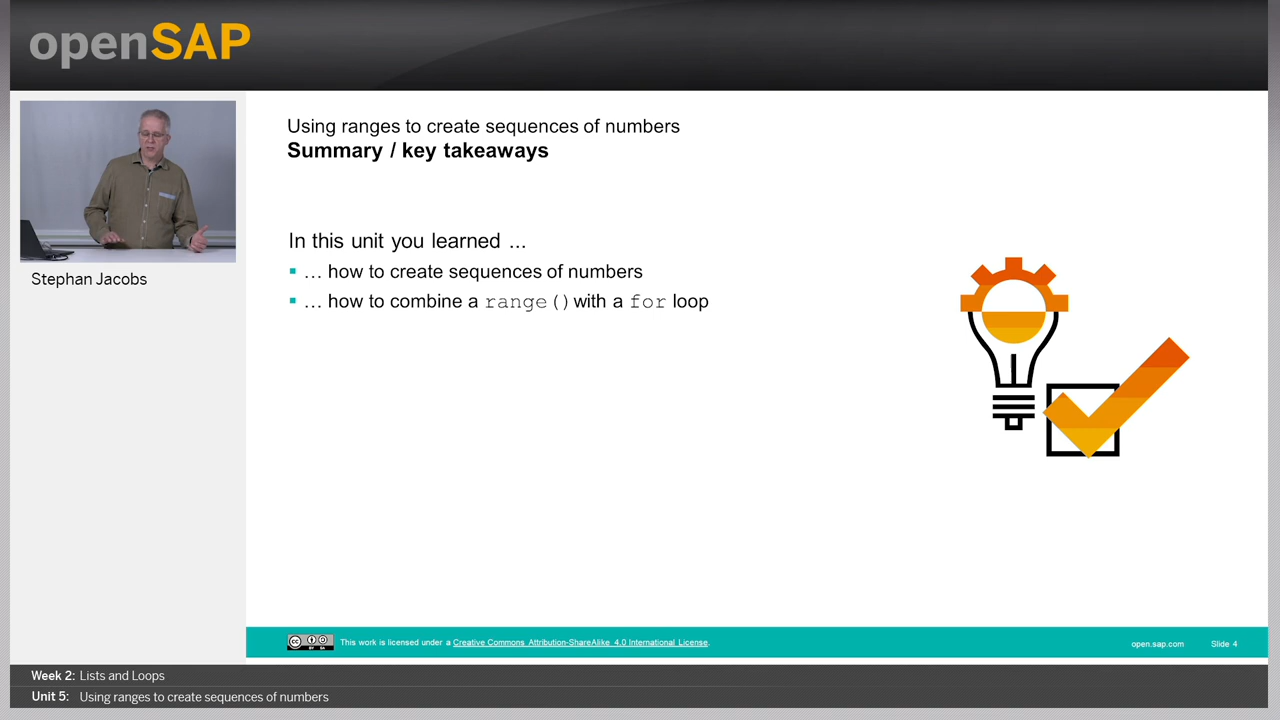 openSAP
Using ranges to create sequences of numbers
Summary / key takeaways
In this unit you learned ...
… how to create sequences of numbers
… how to combine a range() with a for loop
Stephan Jacobs
cc BY SA This work is licensed under a Creative Commons Attribution-ShareAlike 4.0 International License.
open.sap.com Slide 4
Week 2: Lists and Loops
Unit 5: Using ranges to create sequences of numbers